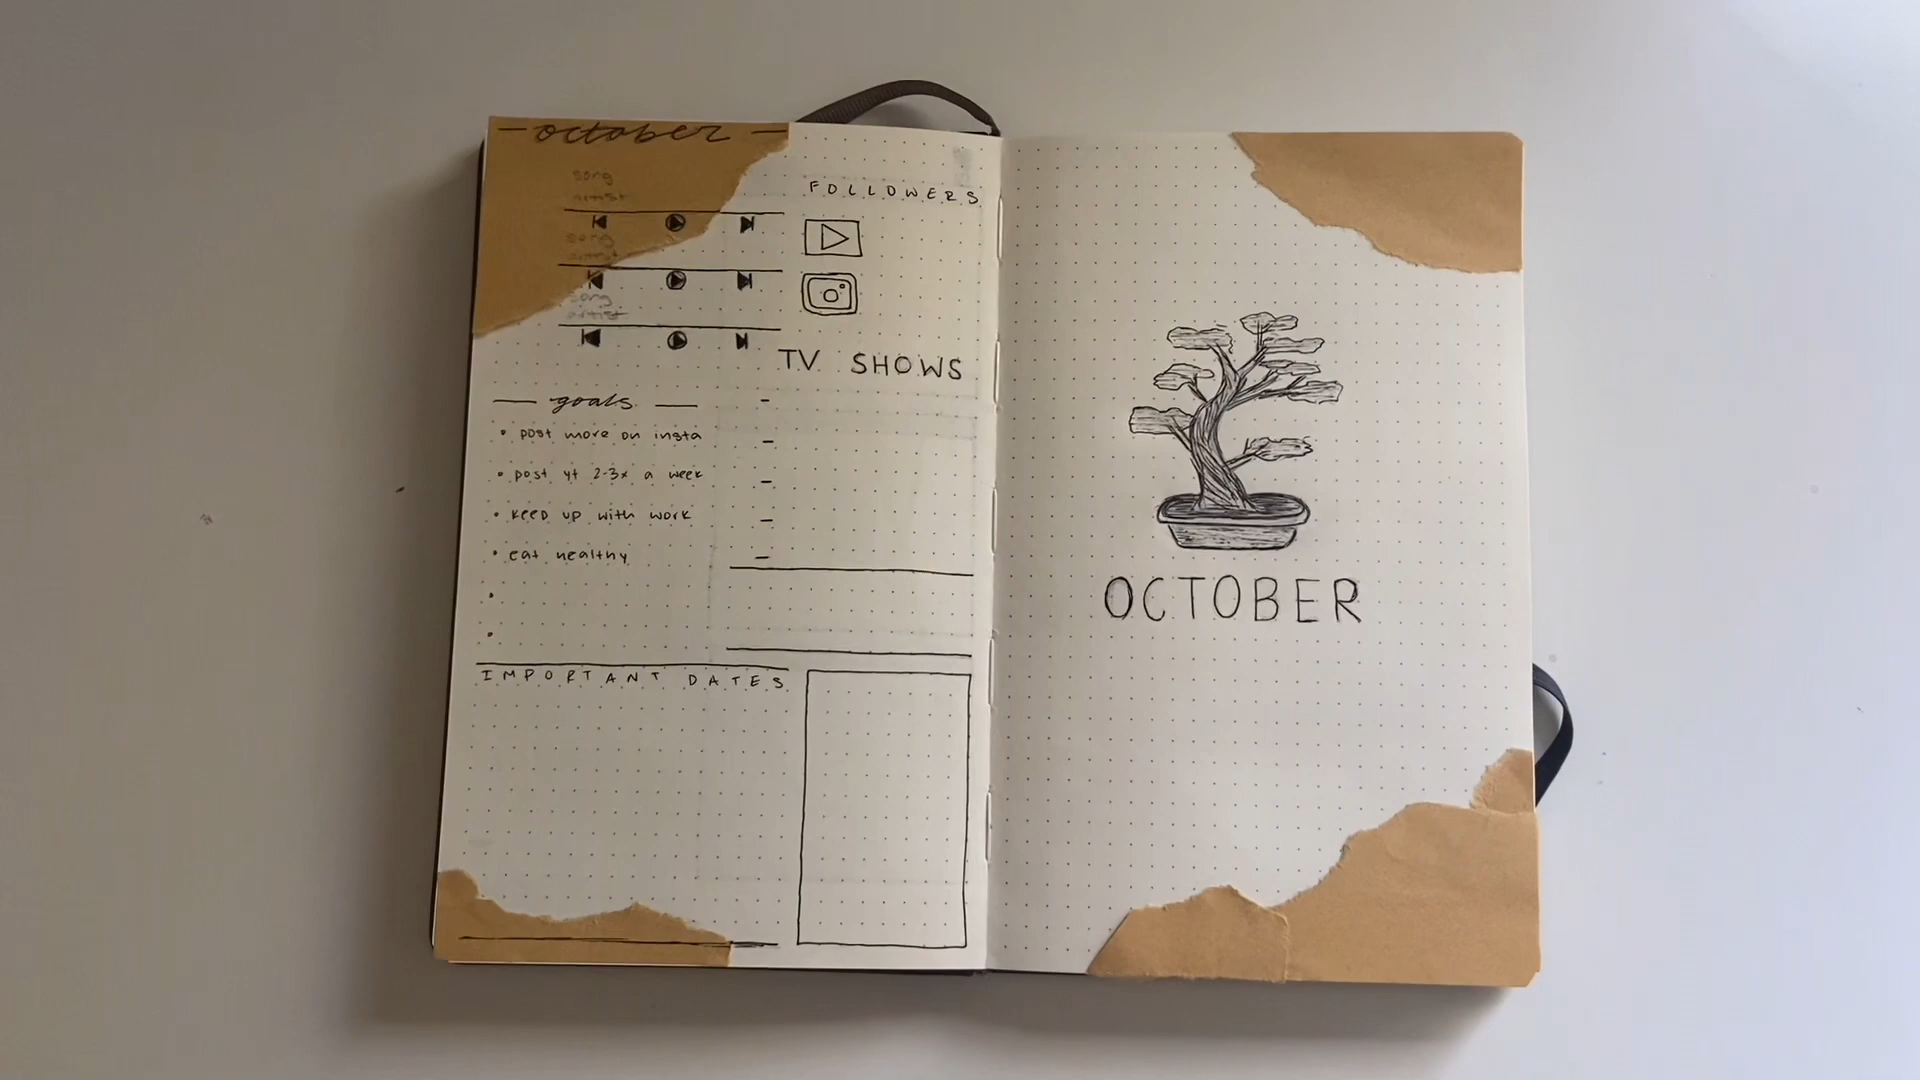 - october -
song
artist
song
artist
song
artist
FOLLOWERS
TV SHOWS
-
-
-
-
-
— goals —
• post more on insta
• post yt 2-3x a week
• keep up with work
• eat healthy
•
•
IMPORTANT DATES
OCTOBER